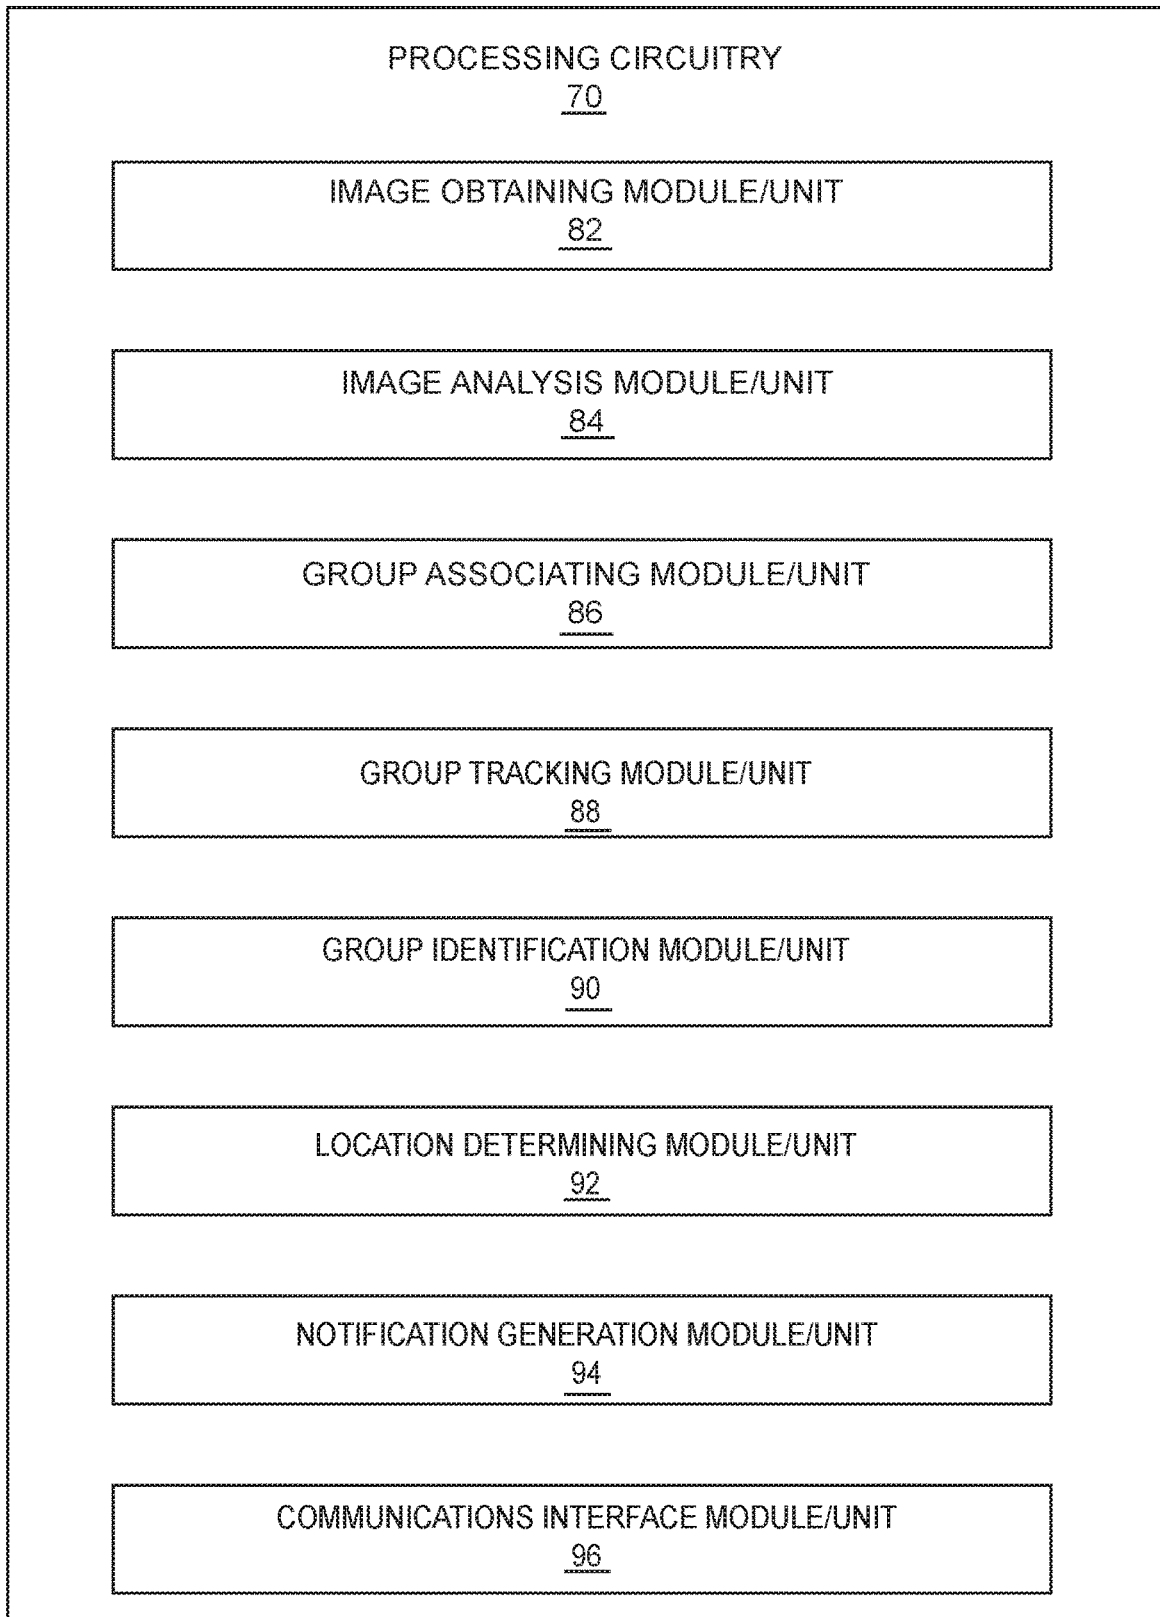 PROCESSING CIRCUITRY
70
IMAGE OBTAINING MODULE/UNIT
82
IMAGE ANALYSIS MODULE/UNIT
84
GROUP ASSOCIATING MODULE/UNIT
86
GROUP TRACKING MODULE/UNIT
88
GROUP IDENTIFICATION MODULE/UNIT
90
LOCATION DETERMINING MODULE/UNIT
92
NOTIFICATION GENERATION MODULE/UNIT
94
COMMUNICATIONS INTERFACE MODULE/UNIT
96